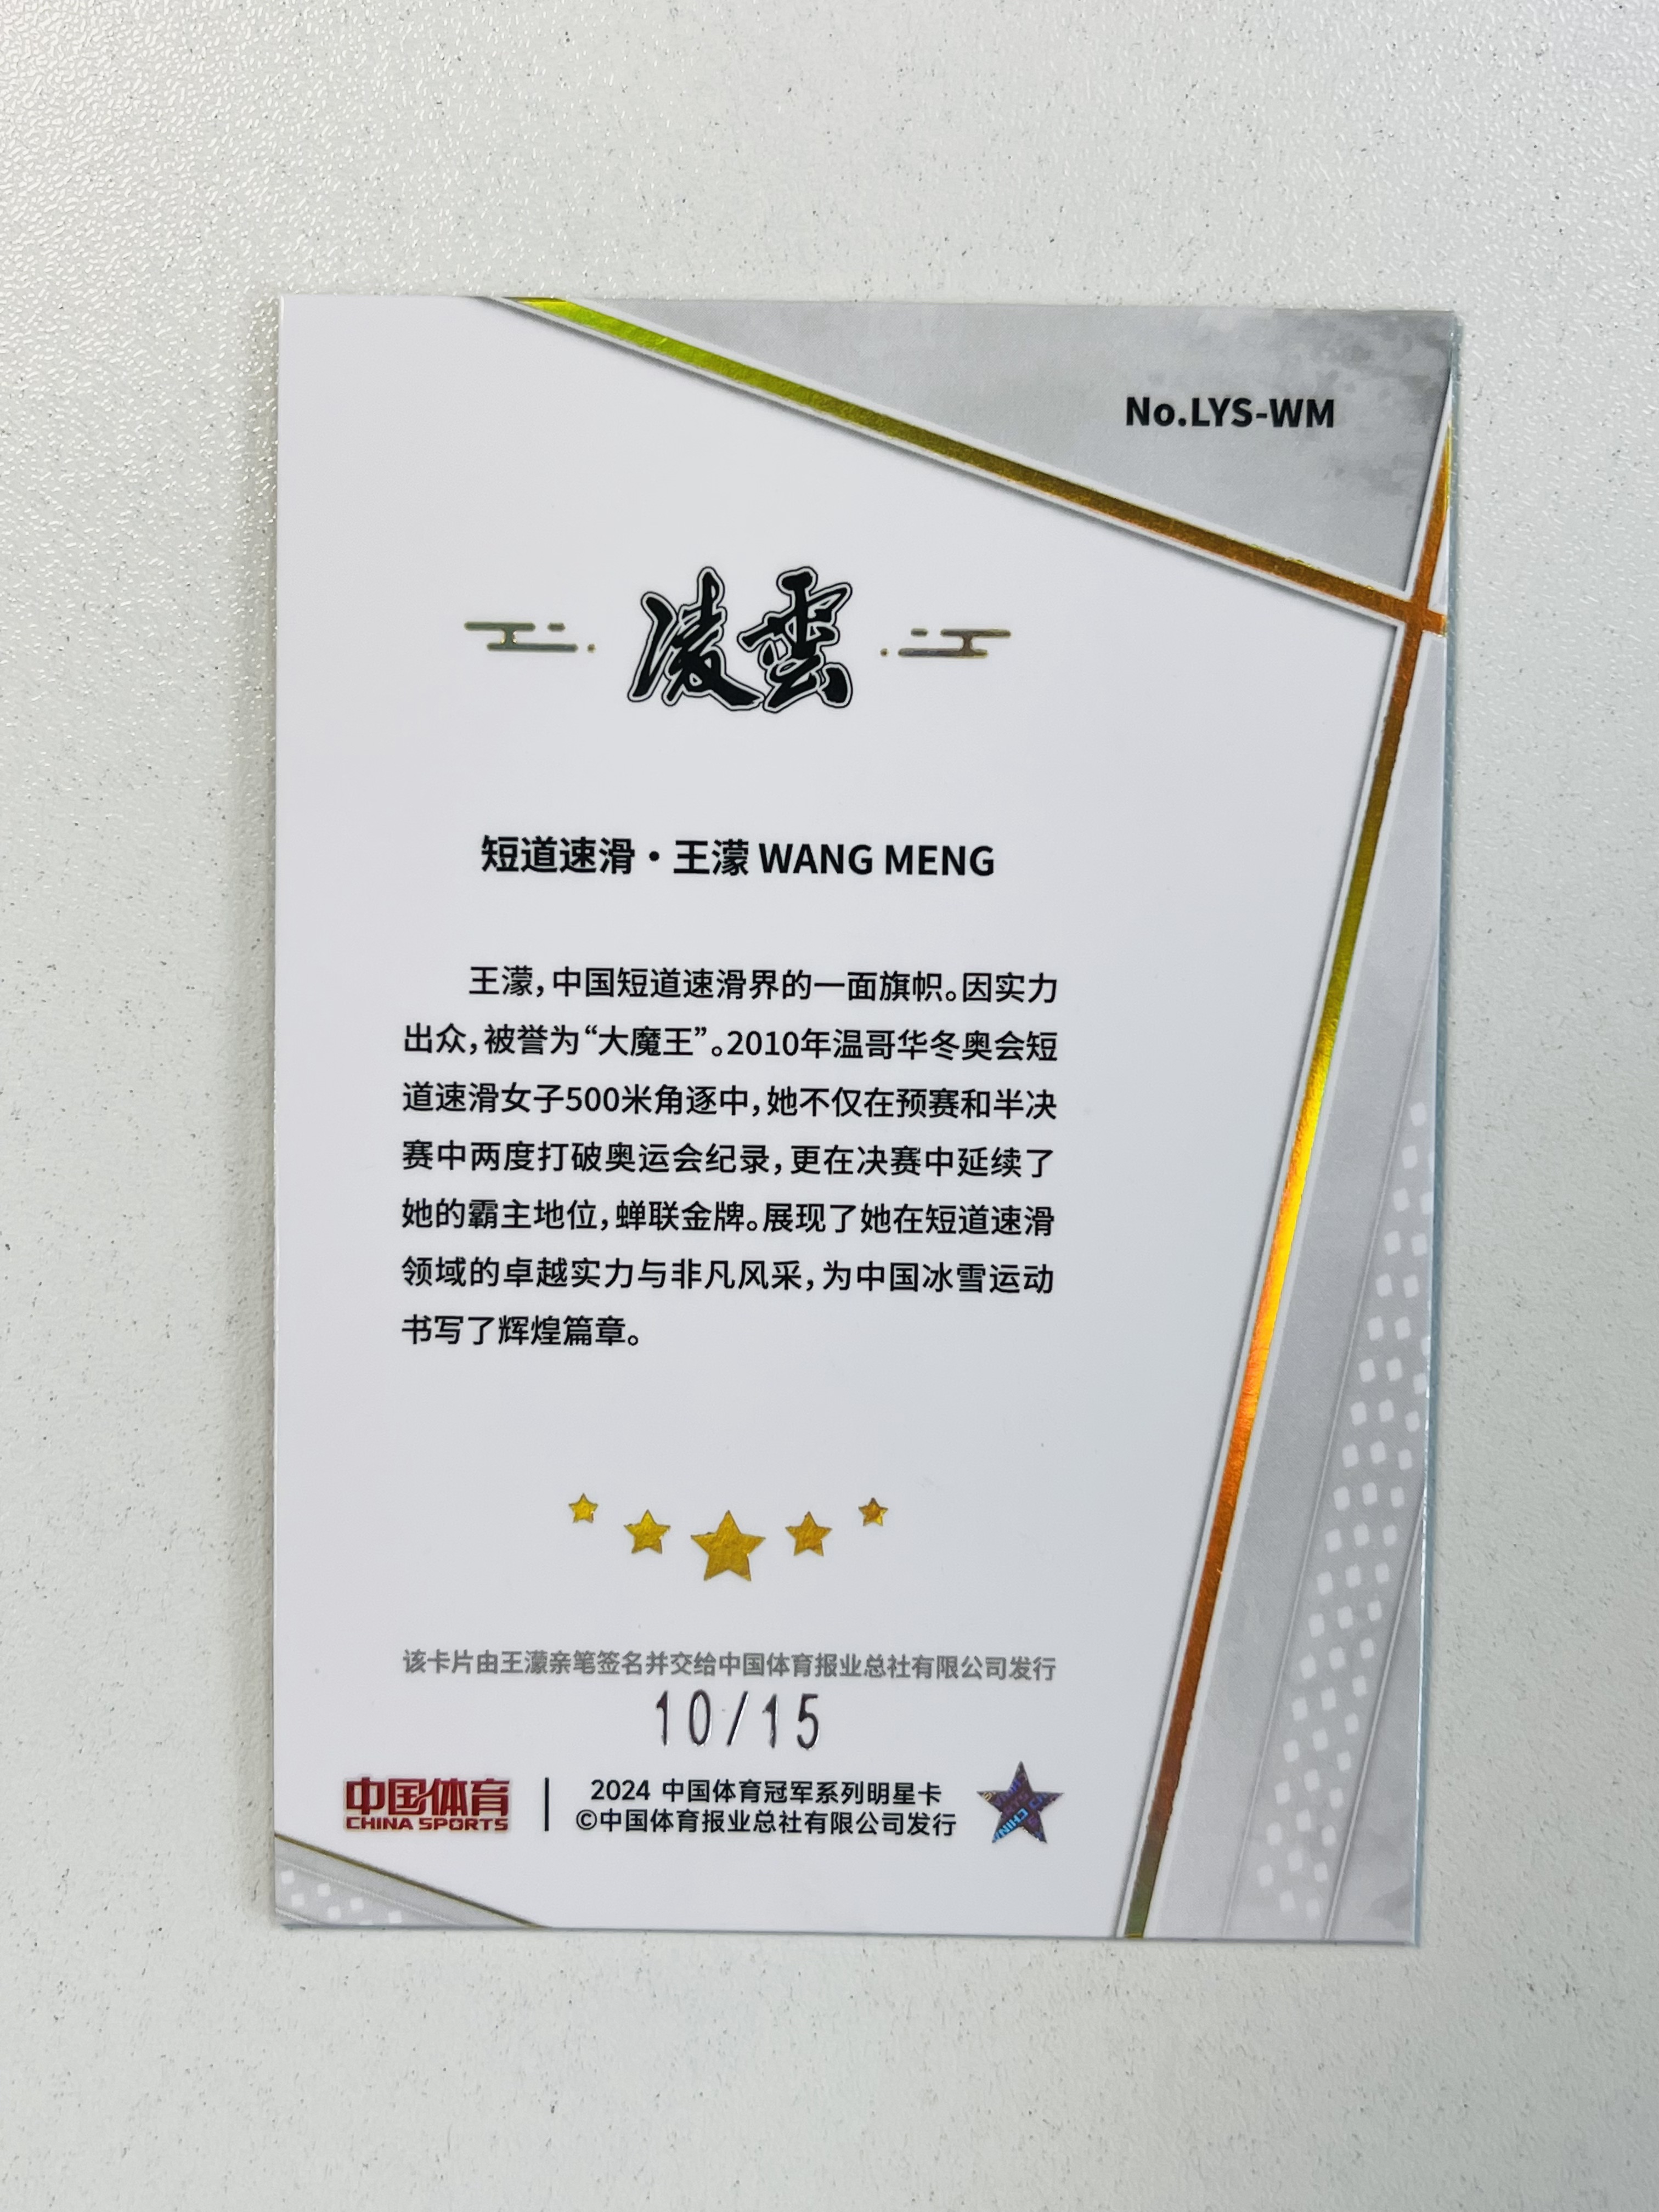 No.LYS-WM
凌雲
短道速滑·王濛 WANG MENG
王濛，中国短道速滑界的一面旗帜。因实力
出众，被誉为“大魔王”。2010年温哥华冬奥会短
道速滑女子500米角逐中，她不仅在预赛和半决
赛中两度打破奥运会纪录，更在决赛中延续了
她的霸主地位，蝉联金牌。展现了她在短道速滑
领域的卓越实力与非凡风采，为中国冰雪运动
书写了辉煌篇章。
该卡片由王濛亲笔签名并交给中国体育报业总社有限公司发行
10/15
中国体育
CHINA SPORTS
2024 中国体育冠军系列明星卡
©中国体育报业总社有限公司发行